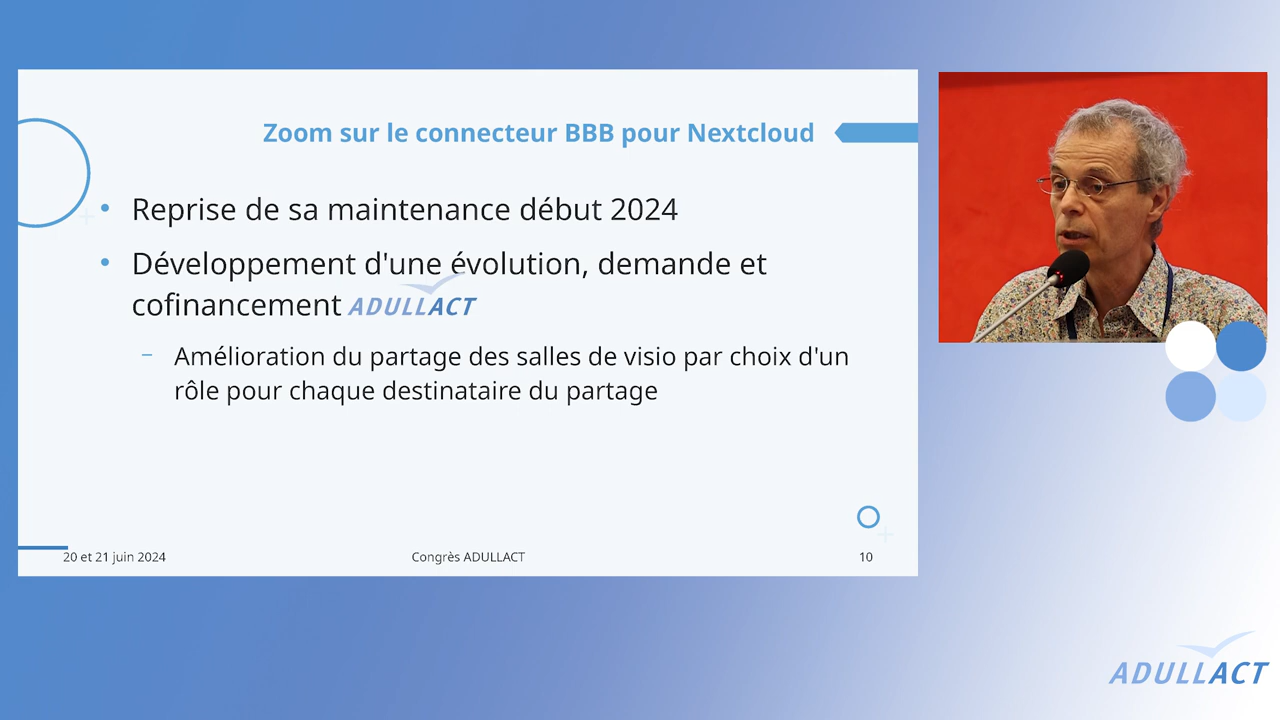 Zoom sur le connecteur BBB pour Nextcloud
• Reprise de sa maintenance début 2024
• Développement d'une évolution, demande et
cofinancement ADULLACT
– Amélioration du partage des salles de visio par choix d'un
rôle pour chaque destinataire du partage
20 et 21 juin 2024
Congrès ADULLACT
10
ADULLACT